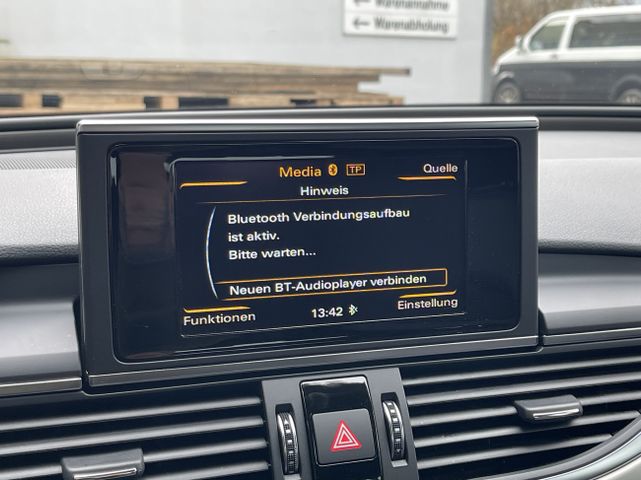 Warenannahme
Warenabholung
Media TP
Quelle
Hinweis
Bluetooth Verbindungsaufbau
ist aktiv.
Bitte warten...
Neuen BT-Audioplayer verbinden
Funktionen
13:42
Einstellung